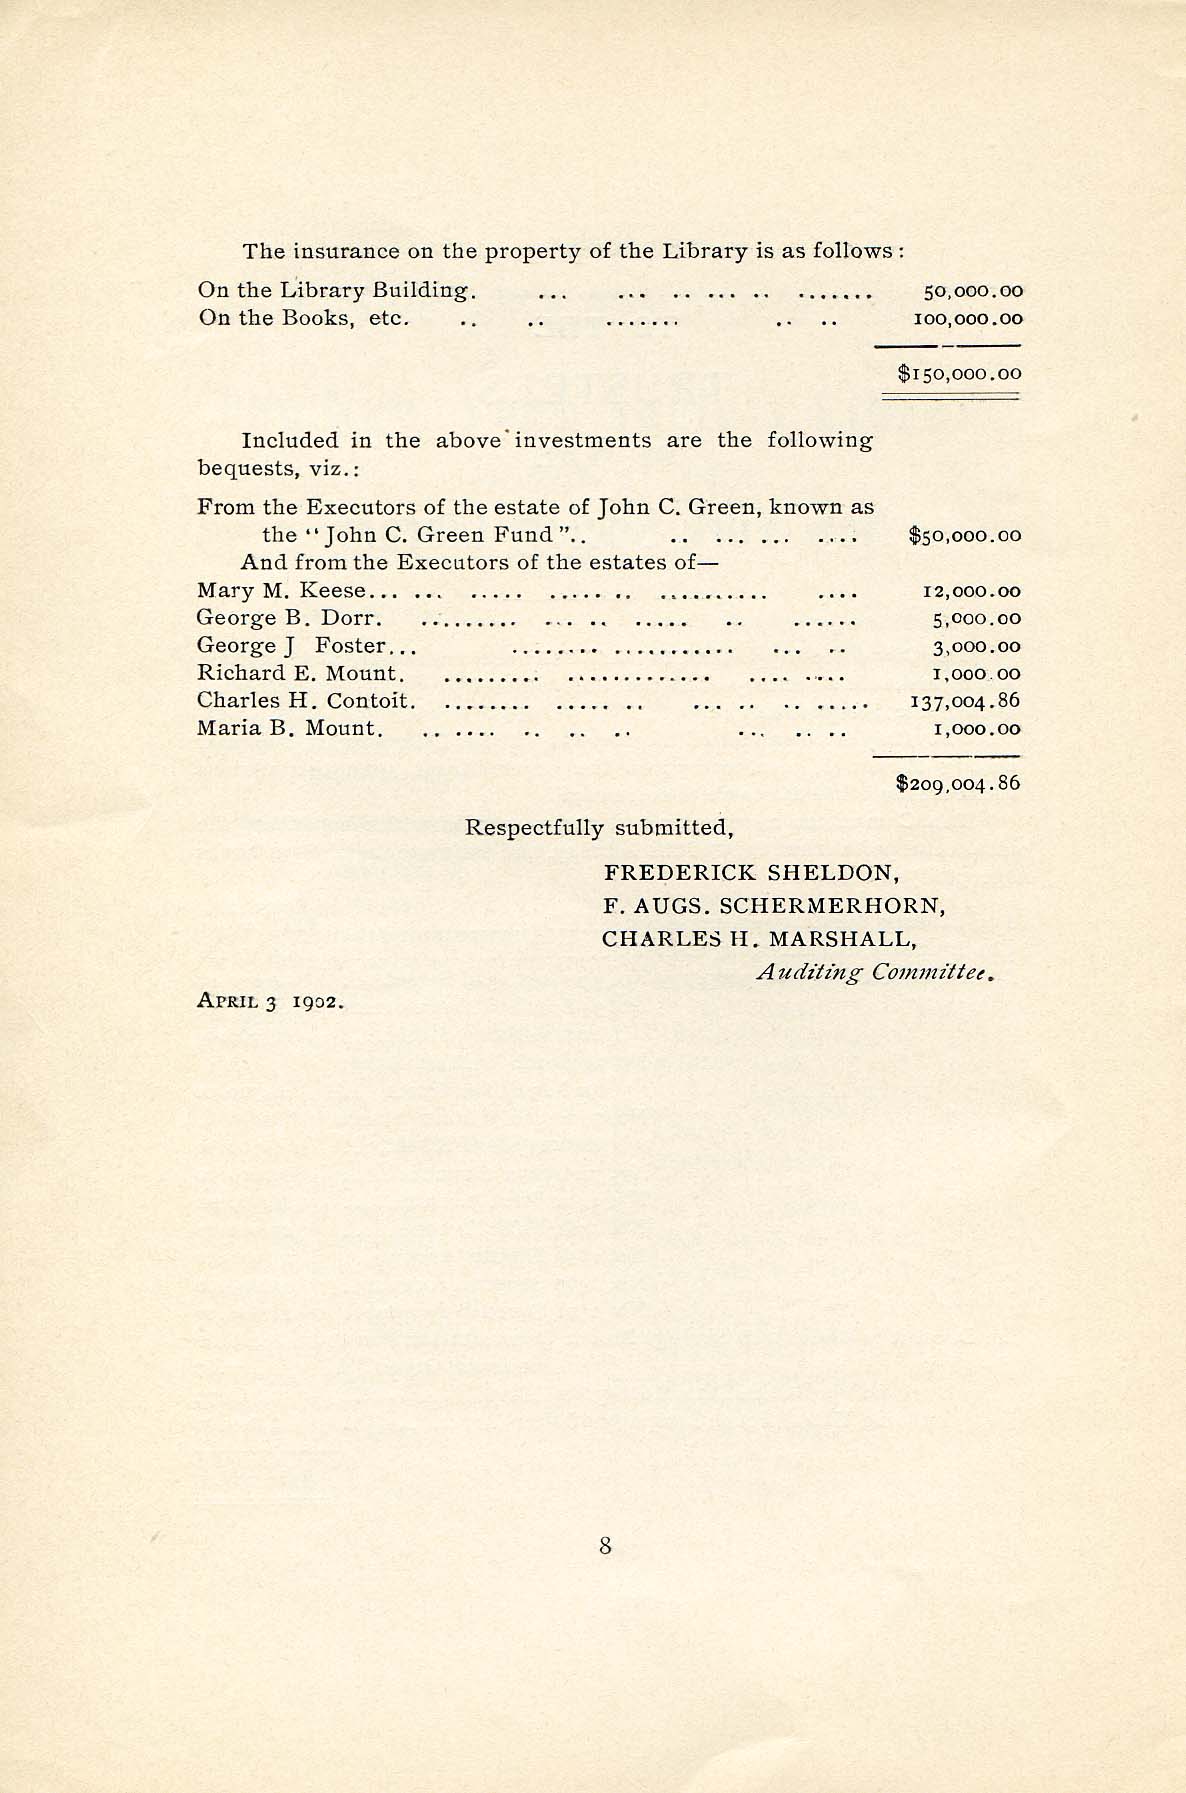 The insurance on the property of the Library is as follows:
On the Library Building. ... ... .. ... .. ....... 50,000.00
On the Books, etc. .. .. ....... .. .. 100,000.00
$150,000.00
Included in the above investments are the following
bequests, viz.:
From the Executors of the estate of John C. Green, known as
the "John C. Green Fund".. .. ... ... .... $50,000.00
And from the Executors of the estates of—
Mary M. Keese... ... ..... ..... .. .......... .... 12,000.00
George B. Dorr. ......... ... .. ..... .. ...... 5,000.00
George J Foster... ........ ........... ... .. 3,000.00
Richard E. Mount. ......... ............. .... .... 1,000.00
Charles H. Contoit. ........ ..... .. ... .. .. ..... 137,004.86
Maria B. Mount. .. .... .. .. .. ... .. .. 1,000.00
$209,004.86
Respectfully submitted,
FREDERICK SHELDON,
F. AUGS. SCHERMERHORN,
CHARLES H. MARSHALL,
Auditing Committee.
APRIL 3 1902.
8